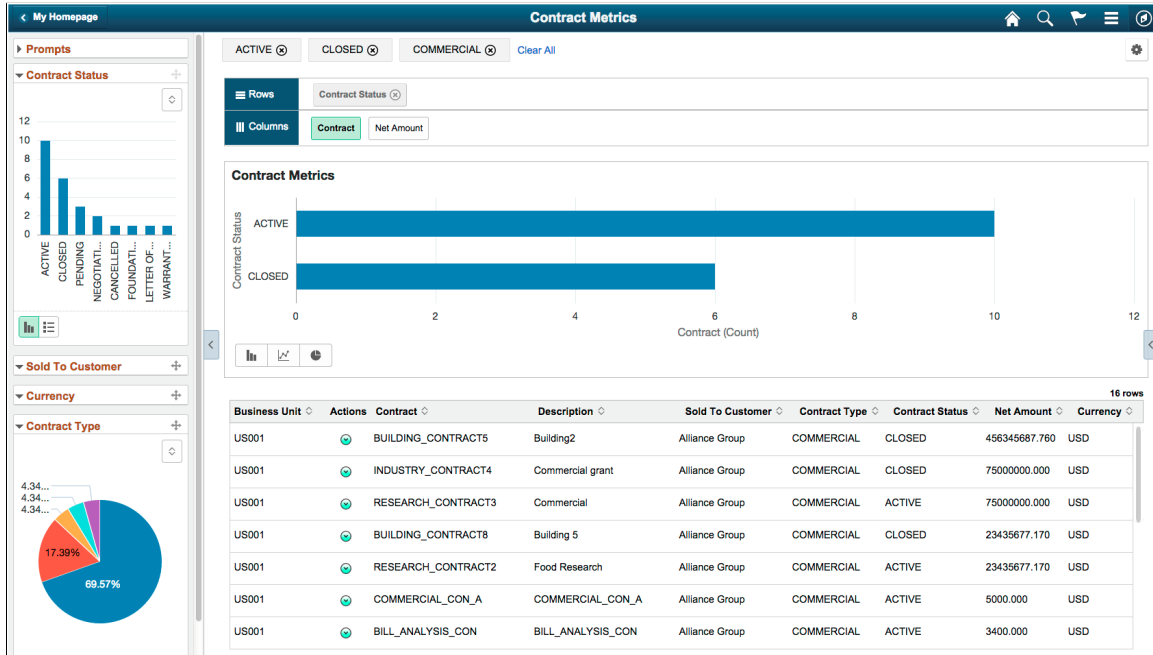 My Homepage
Contract Metrics
Prompts
Contract Status
12
10
8
6
4
2
0
ACTIVE
CLOSED
PENDING
NEGOTIATI...
CANCELLED
FOUNDATI...
LETTER OF...
WARRANT...
Sold To Customer
Currency
Contract Type
4.34...
4.34...
4.34...
17.39%
69.57%
ACTIVE CLOSED COMMERCIAL Clear All
Rows Contract Status
Columns Contract Net Amount
Contract Metrics
Contract Status
ACTIVE
CLOSED
0 2 4 6 8 10 12
Contract (Count)
16 rows
Business Unit Actions Contract Description Sold To Customer Contract Type Contract Status Net Amount Currency
US001 BUILDING_CONTRACT5 Building2 Alliance Group COMMERCIAL CLOSED 456345687.760 USD
US001 INDUSTRY_CONTRACT4 Commercial grant Alliance Group COMMERCIAL CLOSED 75000000.000 USD
US001 RESEARCH_CONTRACT3 Commercial Alliance Group COMMERCIAL ACTIVE 75000000.000 USD
US001 BUILDING_CONTRACT8 Building 5 Alliance Group COMMERCIAL CLOSED 23435677.170 USD
US001 RESEARCH_CONTRACT2 Food Research Alliance Group COMMERCIAL ACTIVE 23435677.170 USD
US001 COMMERCIAL_CON_A COMMERCIAL_CON_A Alliance Group COMMERCIAL ACTIVE 5000.000 USD
US001 BILL_ANALYSIS_CON BILL_ANALYSIS_CON Alliance Group COMMERCIAL ACTIVE 3400.000 USD